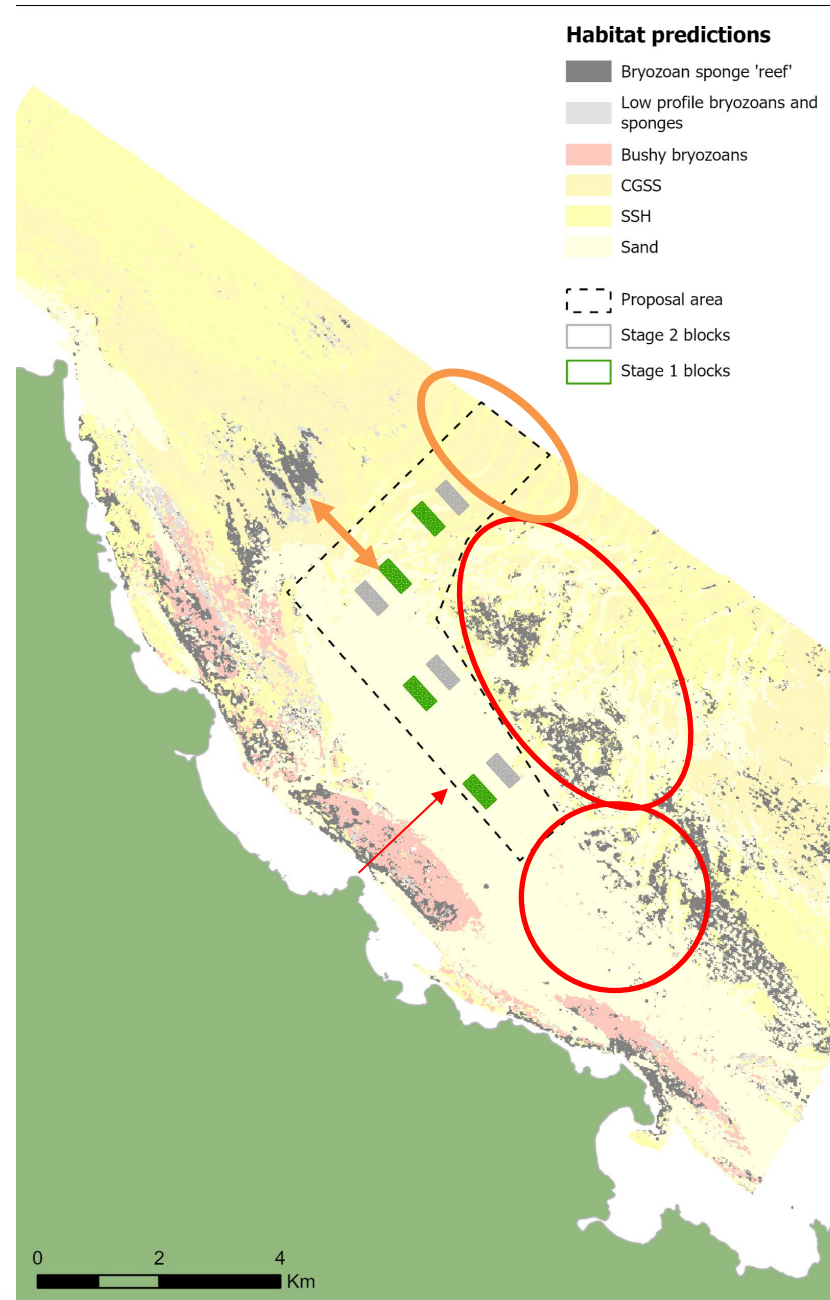 Habitat predictions
Bryozoan sponge 'reef'
Low profile bryozoans and
sponges
Bushy bryozoans
CGSS
SSH
Sand
Proposal area
Stage 2 blocks
Stage 1 blocks
0 2 4
Km